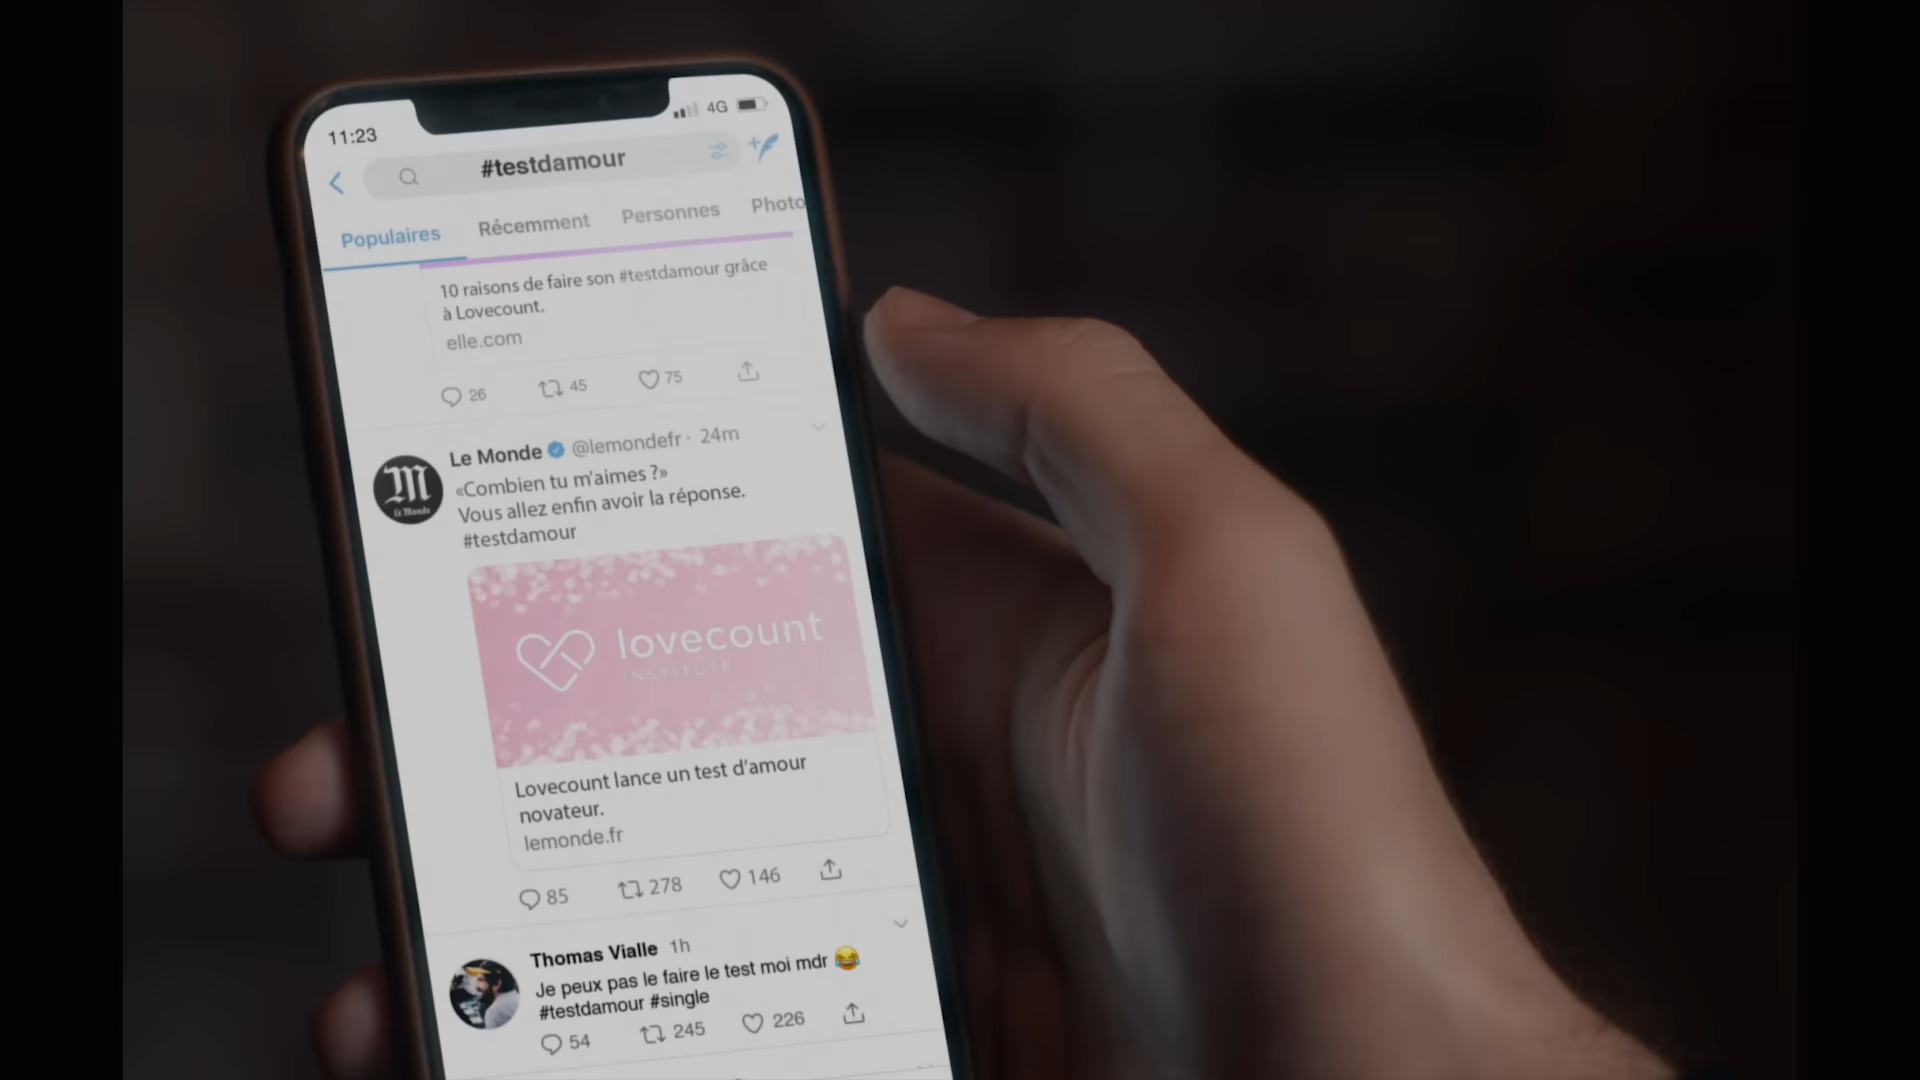 11:23
4G
#testdamour
Populaires
Récemment
Personnes
Photo
10 raisons de faire son #testdamour grâce
à Lovecount.
elle.com
26
45
75
Le Monde @lemondefr · 24m
«Combien tu m'aimes ?»
Vous allez enfin avoir la réponse.
#testdamour
le Monde
lovecount
INSTITUTE
Lovecount lance un test d'amour
novateur.
lemonde.fr
85
278
146
Thomas Vialle 1h
Je peux pas le faire le test moi mdr 😂
#testdamour #single
54
245
226